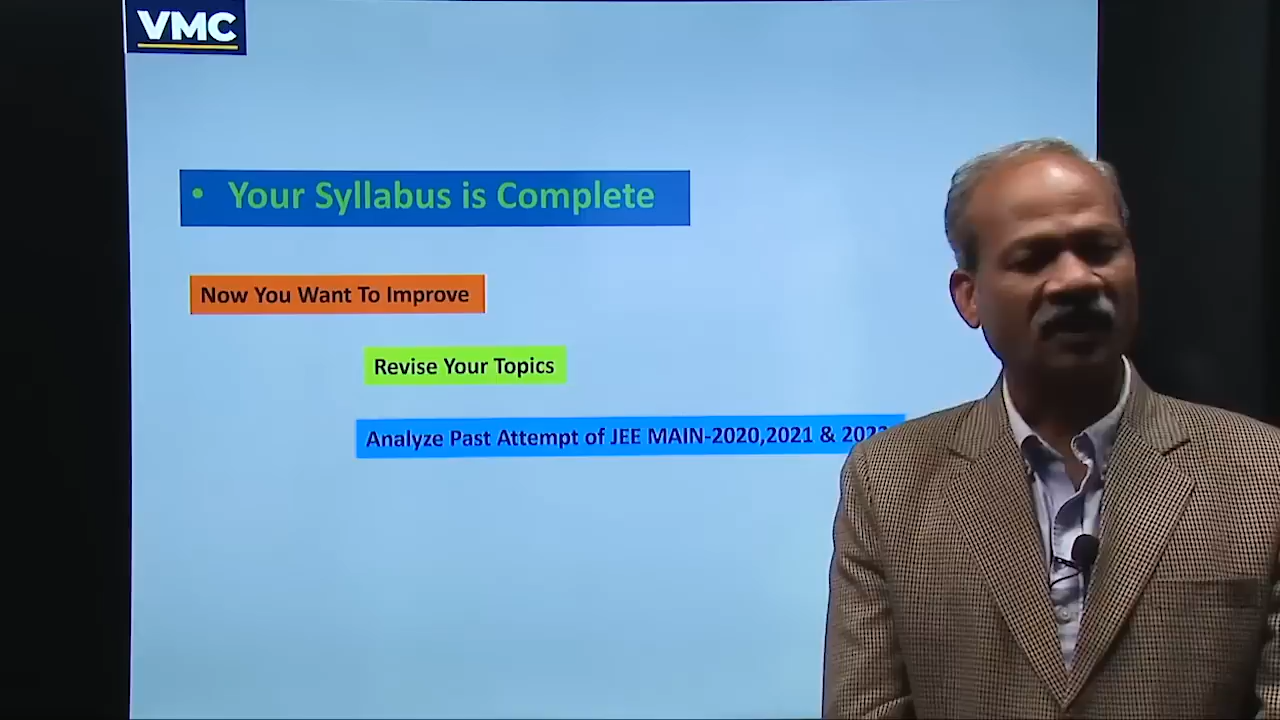 VMC
• Your Syllabus is Complete
Now You Want To Improve
Revise Your Topics
Analyze Past Attempt of JEE MAIN-2020,2021 &